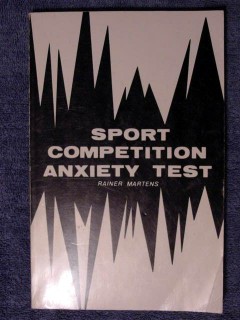 SPORT
COMPETITION
ANXIETY TEST
RAINER MARTENS